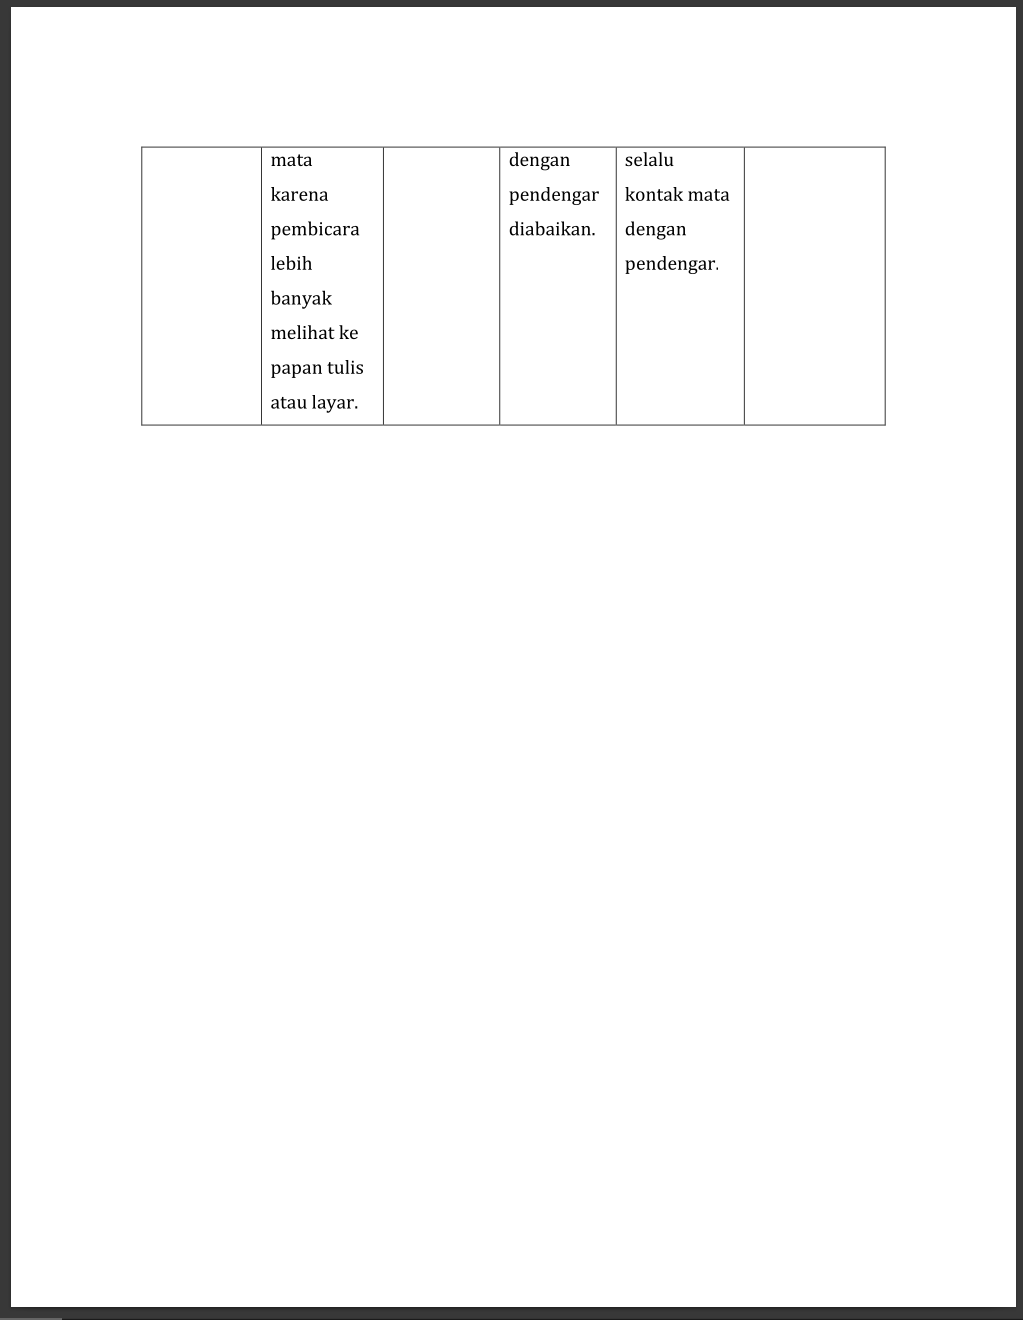 mata
karena
pembicara
lebih
banyak
melihat ke
papan tulis
atau layar.
dengan
pendengar
diabaikan.
selalu
kontak mata
dengan
pendengar.